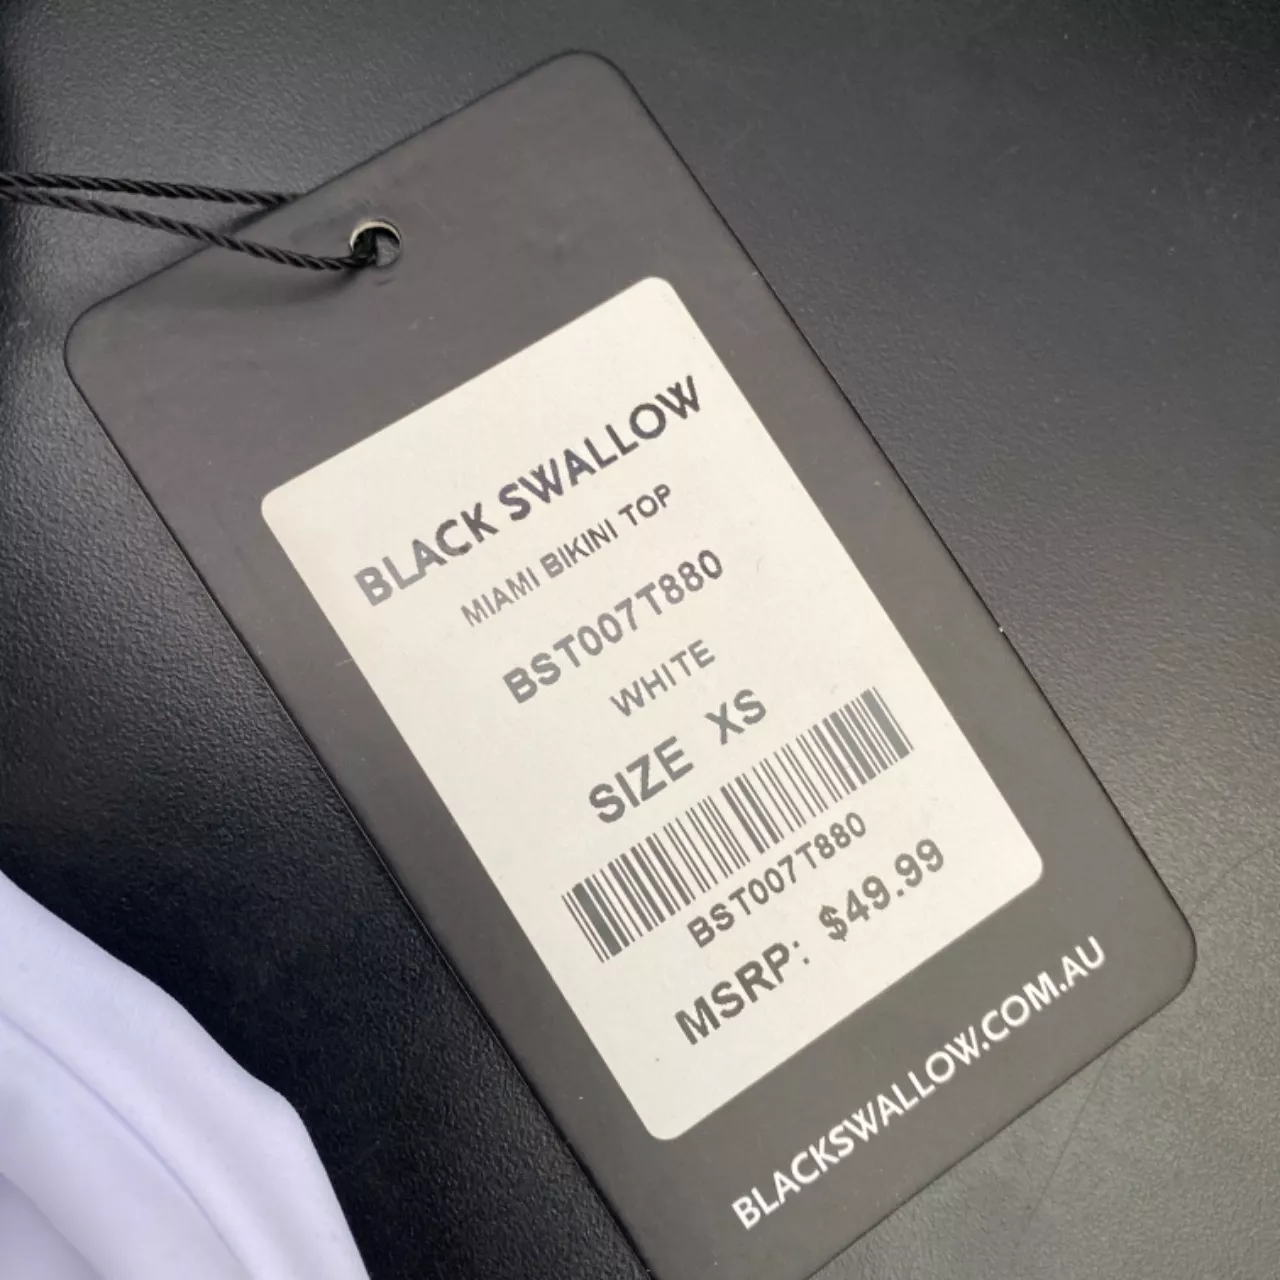 BLACK SWALLOW
MIAMI BIKINI TOP
BST007T880
WHITE
SIZE XS
BST007T880
MSRP: $49.99
BLACKSWALLOW.COM.AU